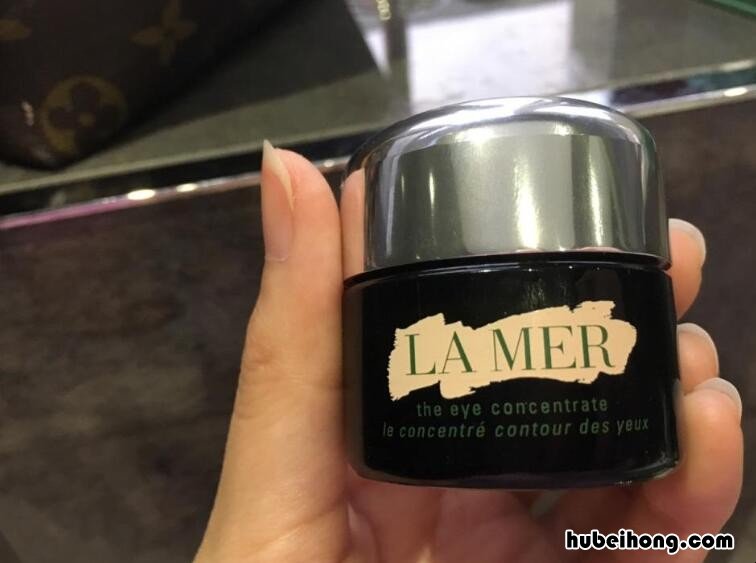 LA MER
the eye concentrate
le concentré contour des yeux
hubeihong.com